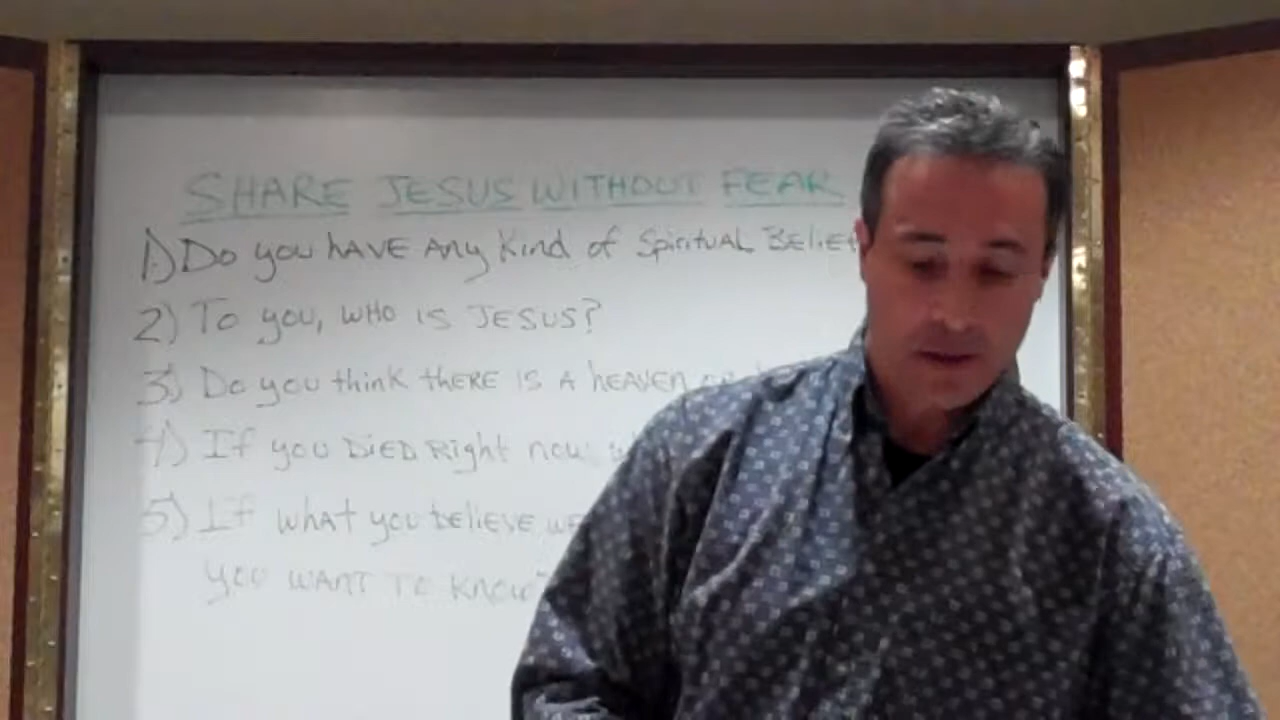 SHARE JESUS WITHOUT FEAR
1) Do you HAVE Any Kind of Spiritual Belief
2) To you, WHO IS JESUS?
3) Do you think THERE IS A HEAVEN or
4) If you DIED Right now
5) If what you believe WE
you WANT TO KNOW?